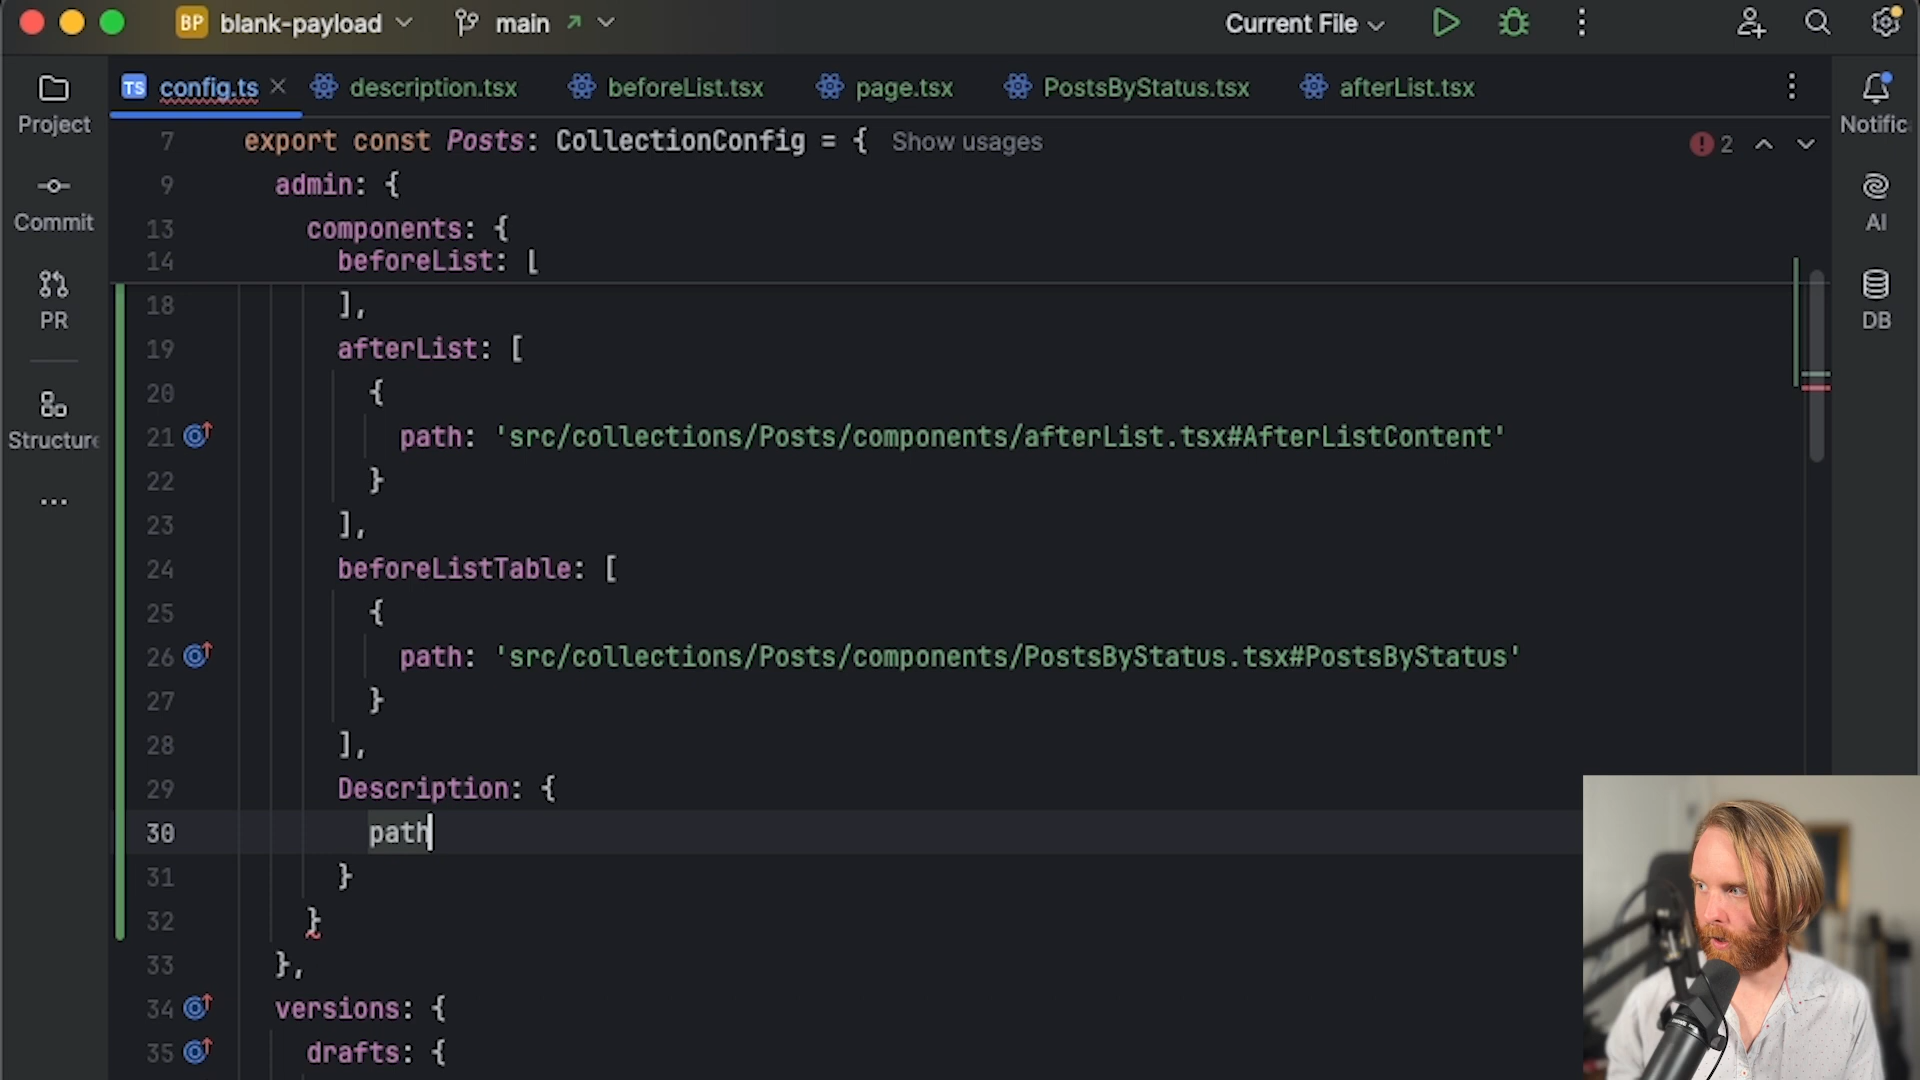 BP blank-payload main Current File
TS config.ts description.tsx beforeList.tsx page.tsx PostsByStatus.tsx afterList.tsx
Project
Commit
PR
Structure
...
Notific
AI
DB
7 export const Posts: CollectionConfig = { Show usages 2
9 admin: {
13 components: {
14 beforeList: [
18 ],
19 afterList: [
20 {
21 path: 'src/collections/Posts/components/afterList.tsx#AfterListContent'
22 }
23 ],
24 beforeListTable: [
25 {
26 path: 'src/collections/Posts/components/PostsByStatus.tsx#PostsByStatus'
27 }
28 ],
29 Description: {
30 path
31 }
32 }
33 },
34 versions: {
35 drafts: {